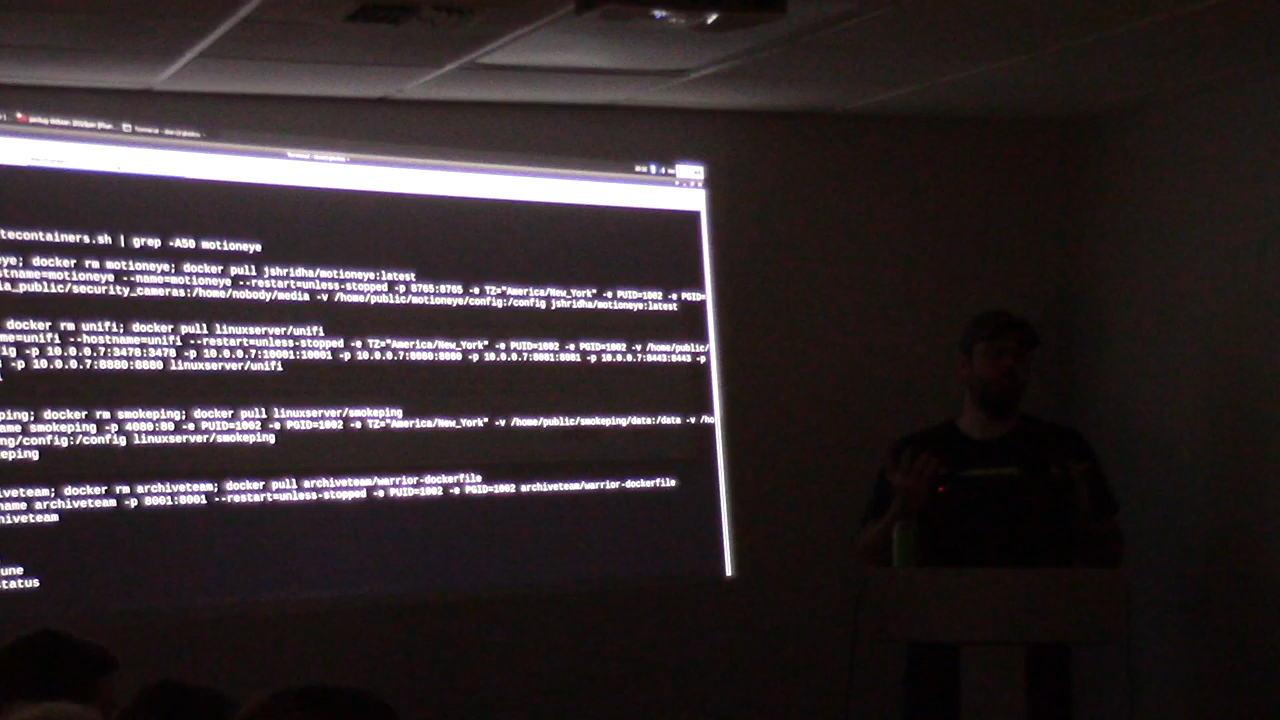 tecontainers.sh | grep -A50 motioneye
eye; docker rm motioneye; docker pull jshridha/motioneye:latest
stname=motioneye --name=motioneye --restart=unless-stopped -p 8765:8765 -e TZ="America/New_York" -e PUID=1002 -e PGID=
ia_public/security_cameras:/home/nobody/media -v /home/public/motioneye/config:/config jshridha/motioneye:latest
docker rm unifi; docker pull linuxserver/unifi
me=unifi --hostname=unifi --restart=unless-stopped -e TZ="America/New_York" -e PUID=1002 -e PGID=1002 -v /home/public/
ig -p 10.0.0.7:3478:3478 -p 10.0.0.7:10001:10001 -p 10.0.0.7:8080:8080 -p 10.0.0.7:8081:8081 -p 10.0.0.7:8443:8443 -p
-p 10.0.0.7:8880:8880 linuxserver/unifi
ping; docker rm smokeping; docker pull linuxserver/smokeping
name smokeping -p 4080:80 -e PUID=1002 -e PGID=1002 -e TZ="America/New_York" -v /home/public/smokeping/data:/data -v /ho
ng/config:/config linuxserver/smokeping
eping
iveteam; docker rm archiveteam; docker pull archiveteam/warrior-dockerfile
name archiveteam -p 8001:8001 --restart=unless-stopped -e PUID=1002 -e PGID=1002 archiveteam/warrior-dockerfile
hiveteam
une
tatus